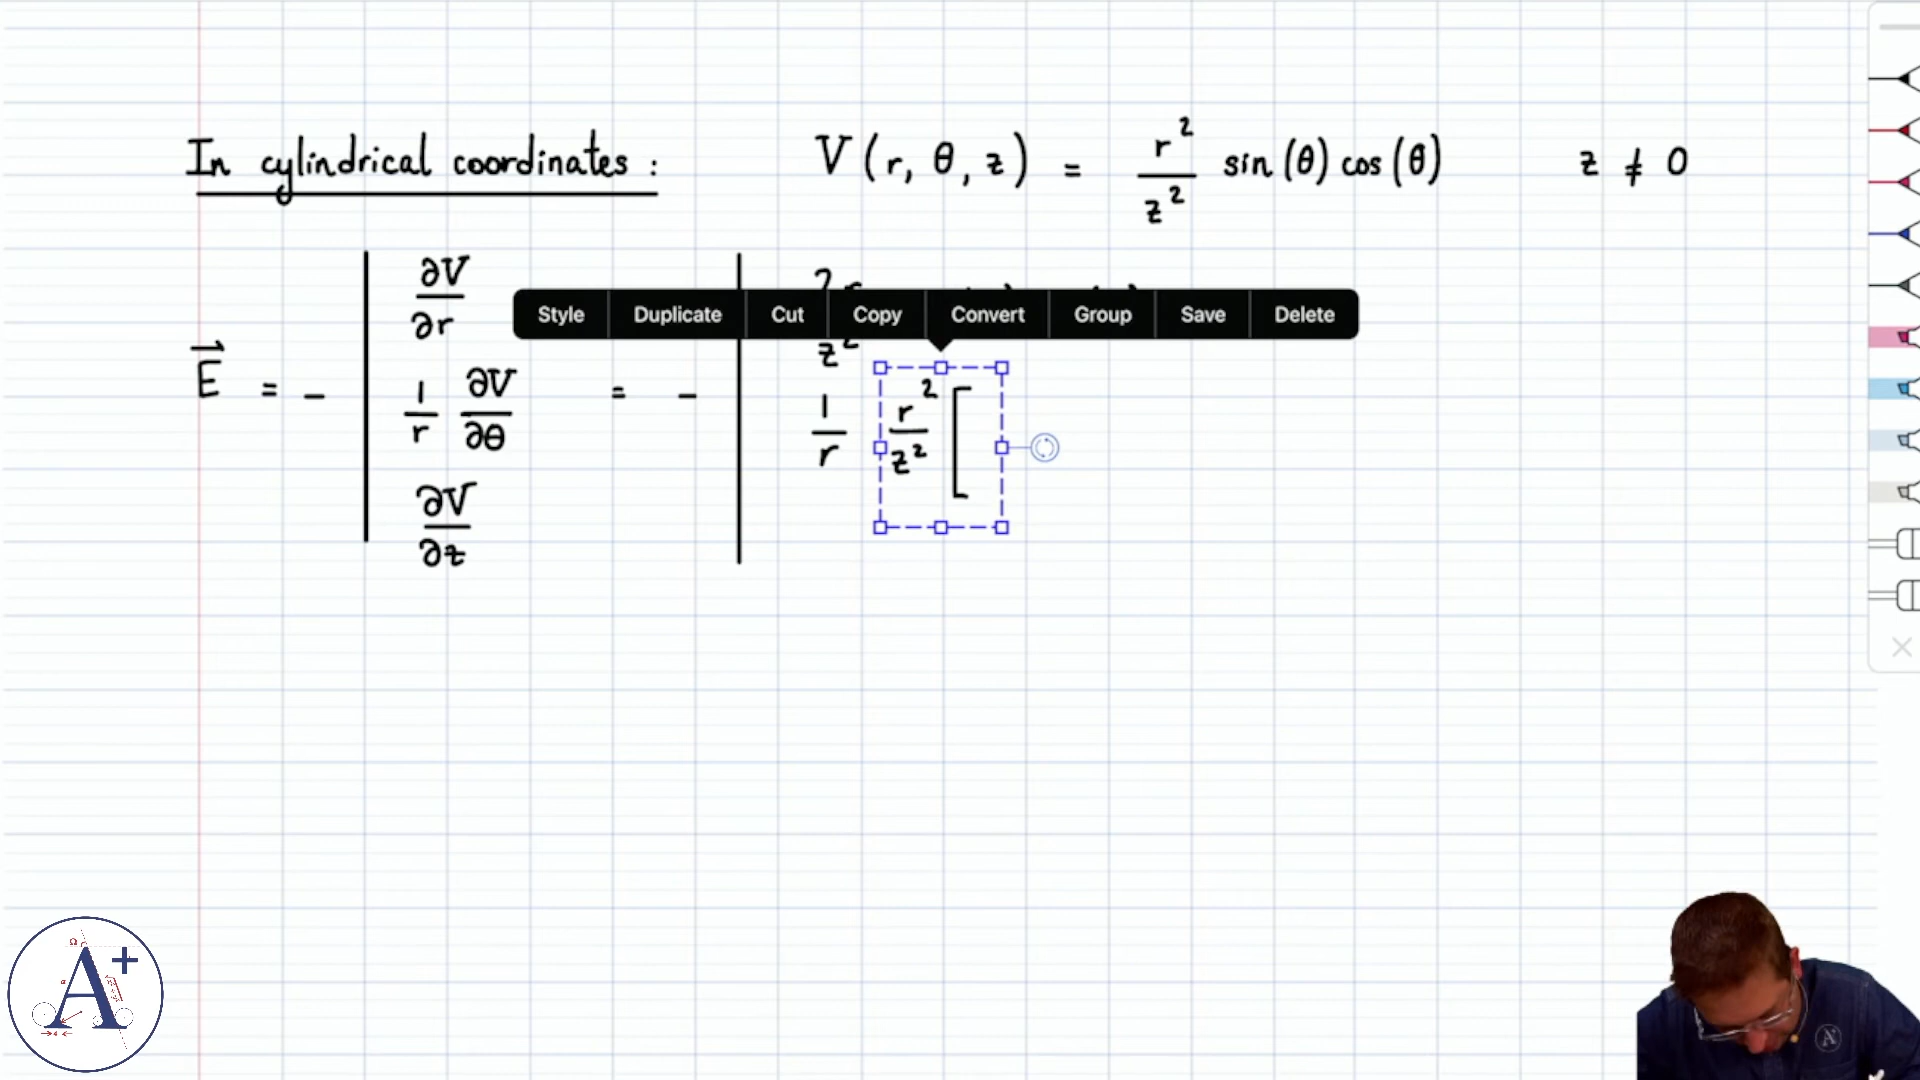 In cylindrical coordinates : V(r, θ, z) = r²/z² sin(θ) cos(θ) z ≠ 0
Style Duplicate Cut Copy Convert Group Save Delete
E⃗ = -
∂V/∂r
1/r ∂V/∂θ
∂V/∂z
= -
z²
1/r r²/z² [
A+